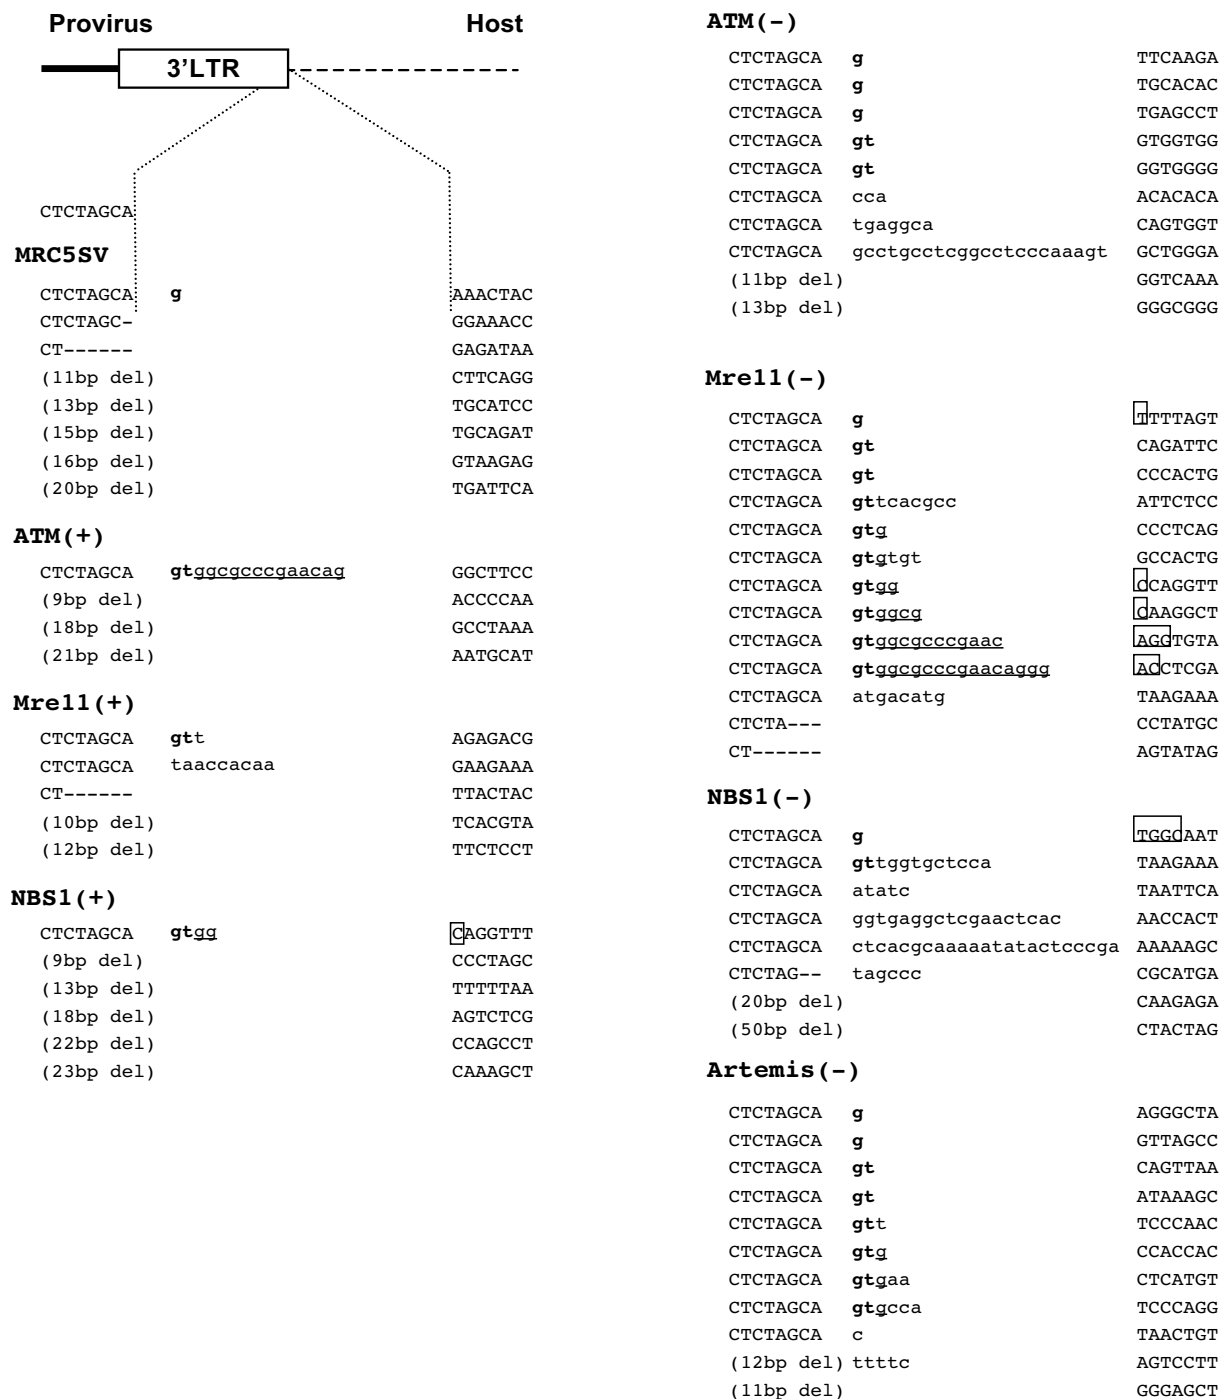 Provirus Host
3'LTR
CTCTAGCA
MRC5SV
CTCTAGCA g AAACTAC
CTCTAGC- GGAAACC
CT------ GAGATAA
(11bp del) CTTCAGG
(13bp del) TGCATCC
(15bp del) TGCAGAT
(16bp del) GTAAGAG
(20bp del) TGATTCA
ATM(+)
CTCTAGCA gtggcgcccgaacag GGCTTCC
(9bp del) ACCCCAA
(18bp del) GCCTAAA
(21bp del) AATGCAT
Mre11(+)
CTCTAGCA gtt AGAGACG
CTCTAGCA taaccacaa GAAGAAA
CT------ TTACTAC
(10bp del) TCACGTA
(12bp del) TTCTCCT
NBS1(+)
CTCTAGCA gtgg CAGGTTT
(9bp del) CCCTAGC
(13bp del) TTTTTAA
(18bp del) AGTCTCG
(22bp del) CCAGCCT
(23bp del) CAAAGCT
ATM(-)
CTCTAGCA g TTCAAGA
CTCTAGCA g TGCACAC
CTCTAGCA g TGAGCCT
CTCTAGCA gt GTGGTGG
CTCTAGCA gt GGTGGGG
CTCTAGCA cca ACACACA
CTCTAGCA tgaggca CAGTGGT
CTCTAGCA gcctgcctcggcctcccaaagt GCTGGGA
(11bp del) GGTCAAA
(13bp del) GGGCGGG
Mre11(-)
CTCTAGCA g TTTTAGT
CTCTAGCA gt CAGATTC
CTCTAGCA gt CCCACTG
CTCTAGCA gttcacgcc ATTCTCC
CTCTAGCA gtg CCCTCAG
CTCTAGCA gtgtgt GCCACTG
CTCTAGCA gtgg CCAGGTT
CTCTAGCA gtggcg CAAGGCT
CTCTAGCA gtggcgcccgaac AGGTGTA
CTCTAGCA gtggcgcccgaacaggg ACCTCGA
CTCTAGCA atgacatg TAAGAAA
CTCTA--- CCTATGC
CT------ AGTATAG
NBS1(-)
CTCTAGCA g TGGCAAT
CTCTAGCA gttggtgctcca TAAGAAA
CTCTAGCA atatc TAATTCA
CTCTAGCA ggtgaggctcgaactcac AACCACT
CTCTAGCA ctcacgcaaaaatatactcccga AAAAAGC
CTCTAG-- tagccc CGCATGA
(20bp del) CAAGAGA
(50bp del) CTACTAG
Artemis(-)
CTCTAGCA g AGGGCTA
CTCTAGCA g GTTAGCC
CTCTAGCA gt CAGTTAA
CTCTAGCA gt ATAAAGC
CTCTAGCA gtt TCCCAAC
CTCTAGCA gtg CCACCAC
CTCTAGCA gtgaa CTCATGT
CTCTAGCA gtgcca TCCCAGG
CTCTAGCA c TAACTGT
(12bp del) ttttc AGTCCTT
(11bp del) GGGAGCT